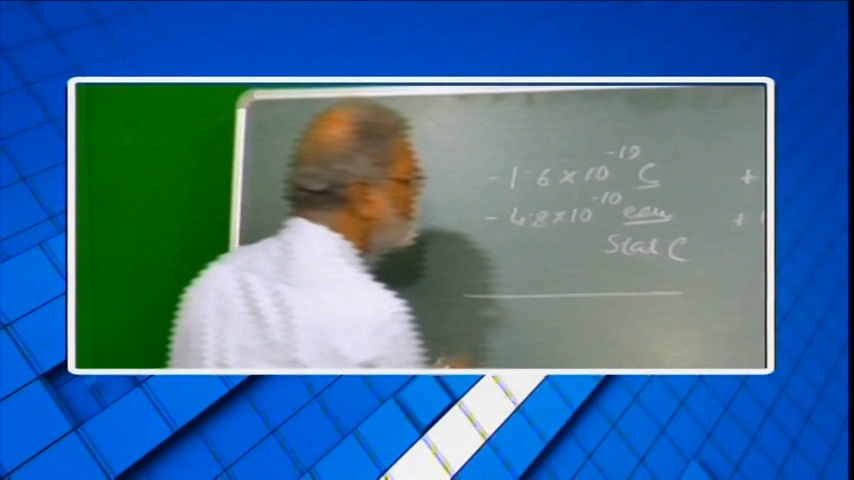 -1.6×10⁻¹⁹ C +
-4.8×10⁻¹⁰ esu +
Stat C